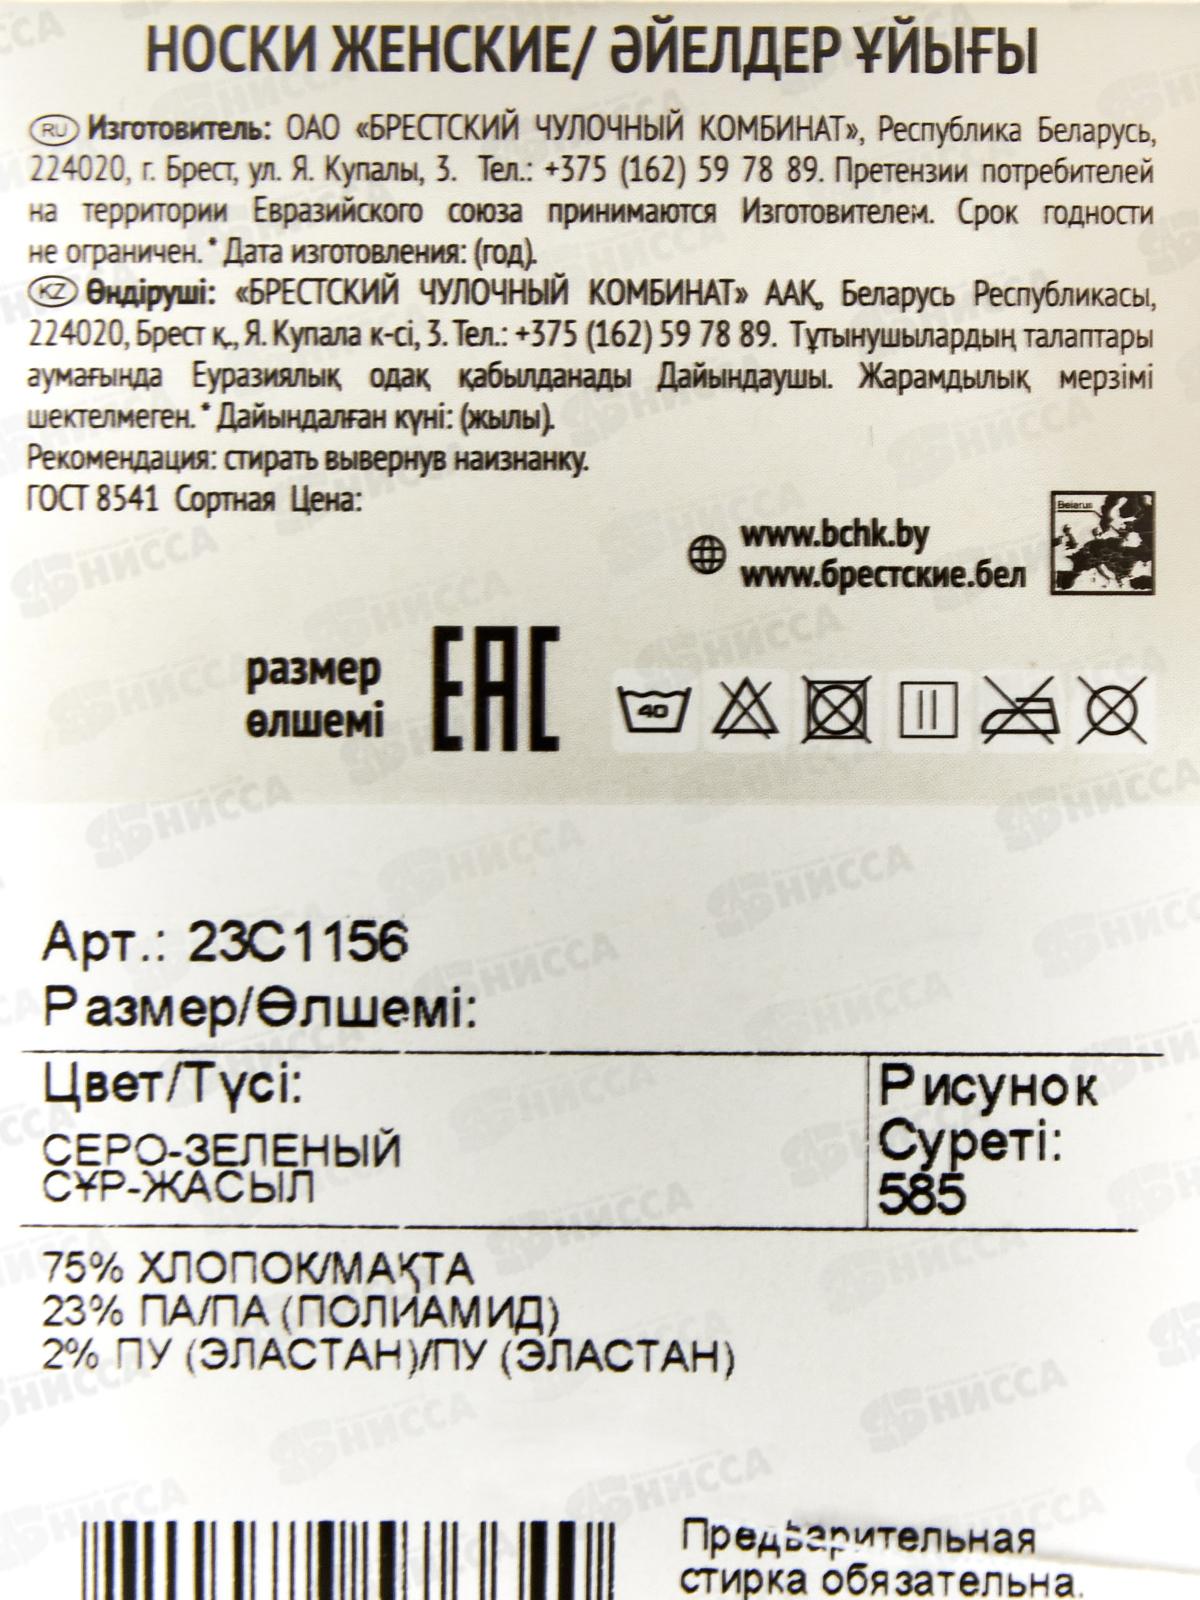 НОСКИ ЖЕНСКИЕ/ ӘЙЕЛДЕР ҰЙЫҒЫ
RU Изготовитель: ОАО «БРЕСТСКИЙ ЧУЛОЧНЫЙ КОМБИНАТ», Республика Беларусь,
224020, г. Брест, ул. Я. Купалы, 3. Тел.: +375 (162) 59 78 89. Претензии потребителей
на территории Евразийского союза принимаются Изготовителем. Срок годности
не ограничен.* Дата изготовления: (год).
KZ Өндіруші: «БРЕСТСКИЙ ЧУЛОЧНЫЙ КОМБИНАТ» ААҚ, Беларусь Республикасы,
224020, Брест қ., Я. Купала к-сі, 3. Тел.: +375 (162) 59 78 89. Тұтынушылардың талаптары
аумағында Еуразиялық одақ қабылданады Дайындаушы. Жарамдылық мерзімі
шектелмеген.* Дайындалған күні: (жылы).
Рекомендация: стирать вывернув наизнанку.
ГОСТ 8541 Сортная Цена:
Belarus
www.bchk.by
www.брестские.бел
размер
өлшемі
EAC
40
Арт.: 23С1156
Размер/Өлшемі:
Цвет/Түсі:
СЕРО-ЗЕЛЕНЫЙ
СҰР-ЖАСЫЛ
Рисунок
Суреті:
585
75% ХЛОПОК/МАҚТА
23% ПА/ПА (ПОЛИАМИД)
2% ПУ (ЭЛАСТАН)/ПУ (ЭЛАСТАН)
Предварительная
стирка обязательна.
НИССА